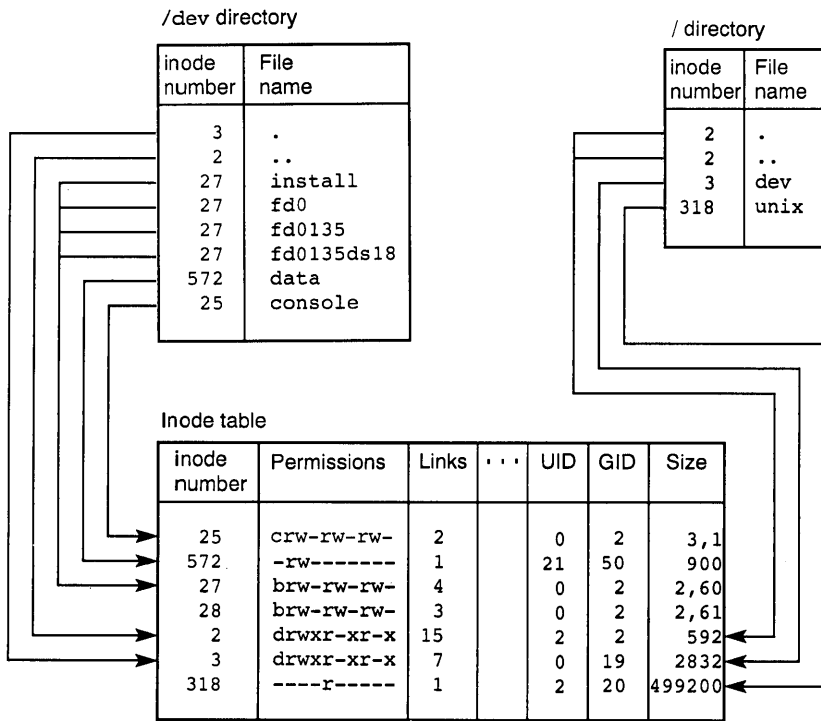 /dev directory
inode number File name
3 .
2 ..
27 install
27 fd0
27 fd0135
27 fd0135ds18
572 data
25 console
/ directory
inode number File name
2 .
2 ..
3 dev
318 unix
Inode table
inode number Permissions Links ··· UID GID Size
25 crw-rw-rw- 2 0 2 3,1
572 -rw------- 1 21 50 900
27 brw-rw-rw- 4 0 2 2,60
28 brw-rw-rw- 3 0 2 2,61
2 drwxr-xr-x 15 2 2 592
3 drwxr-xr-x 7 0 19 2832
318 ----r----- 1 2 20 499200